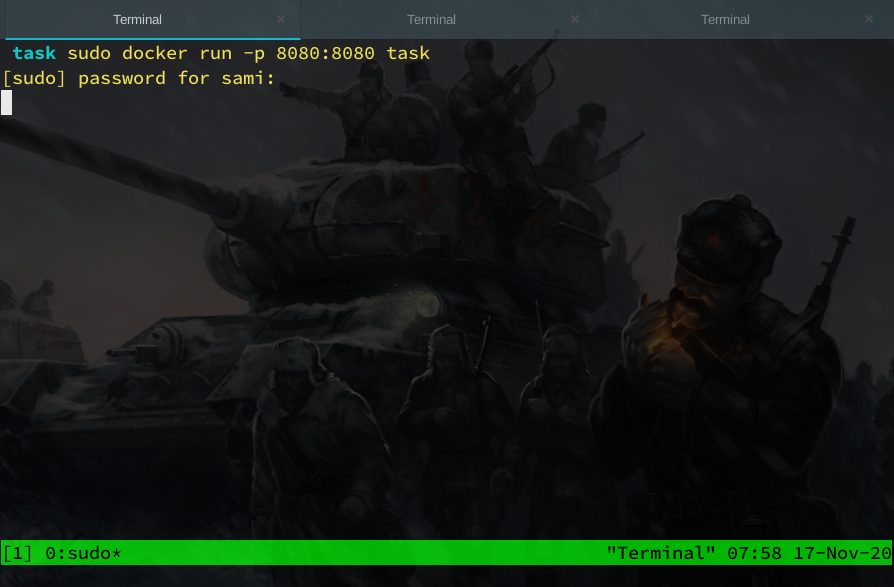 Terminal × Terminal × Terminal ×
task sudo docker run -p 8080:8080 task
[sudo] password for sami:
[1] 0:sudo* "Terminal" 07:58 17-Nov-20